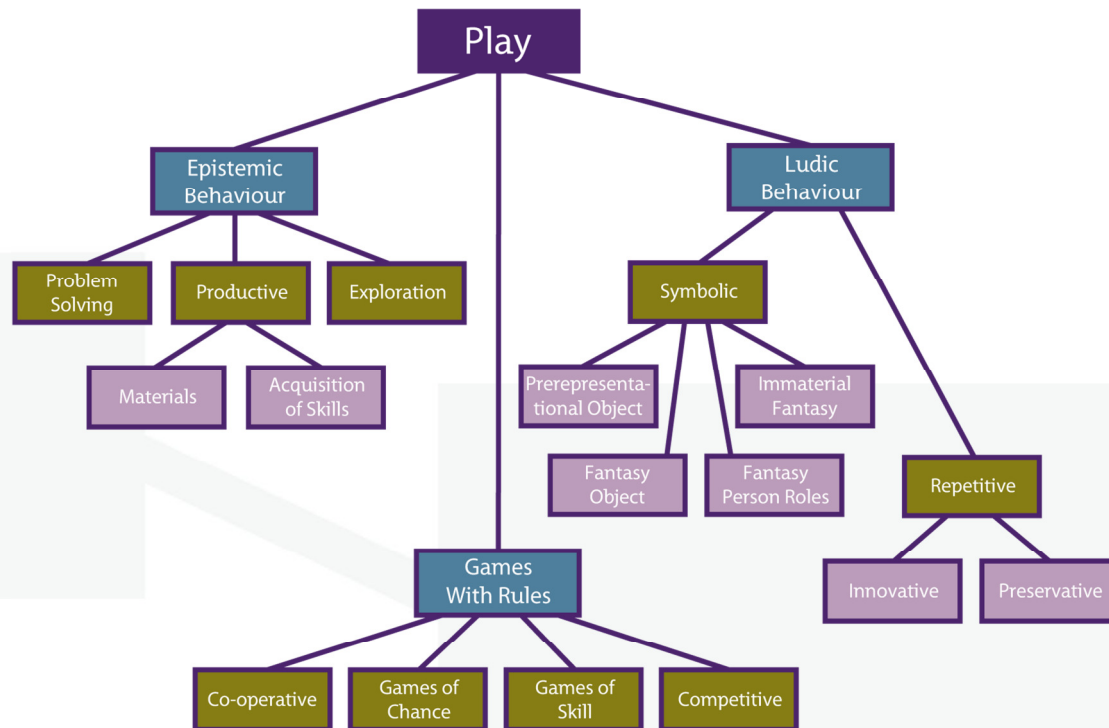 Play
Epistemic
Behaviour
Ludic
Behaviour
Problem
Solving
Productive
Exploration
Symbolic
Materials
Acquisition
of Skills
Prerepresenta-
tional Object
Immaterial
Fantasy
Fantasy
Object
Fantasy
Person Roles
Repetitive
Games
With Rules
Innovative
Preservative
Co-operative
Games of
Chance
Games of
Skill
Competitive